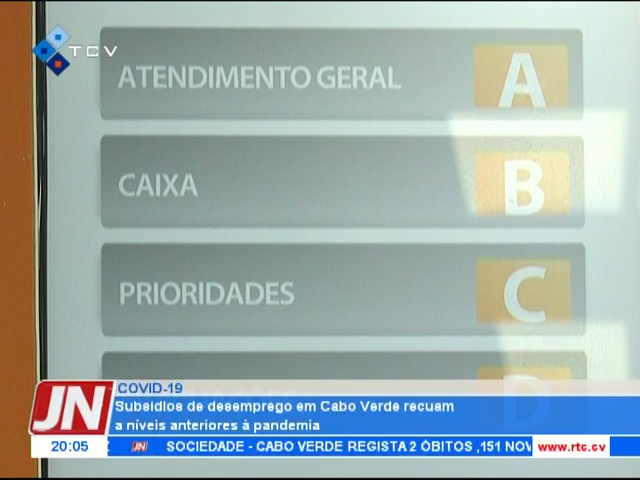 TCV
ATENDIMENTO GERAL A
CAIXA B
PRIORIDADES C
D
JN
COVID-19
Subsídios de desemprego em Cabo Verde recuam
a níveis anteriores à pandemia
20:05 JN SOCIEDADE - CABO VERDE REGISTA 2 ÓBITOS ,151 NOV www.rtc.cv